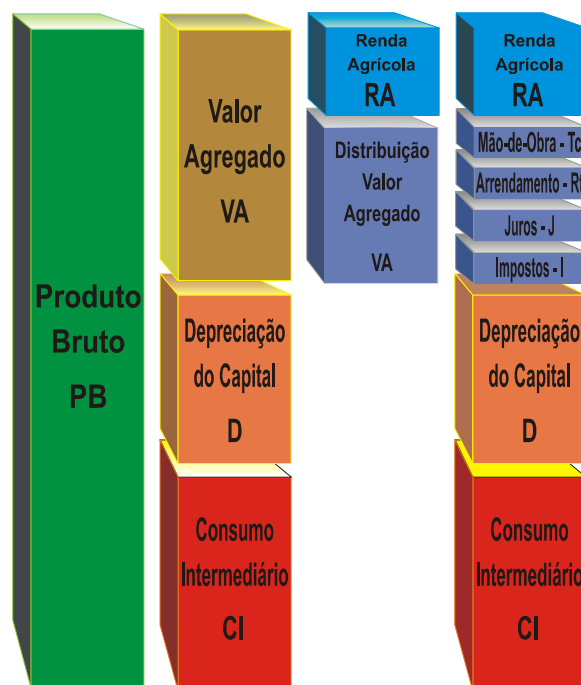 Produto
Bruto
PB
Valor
Agregado
VA
Depreciação
do Capital
D
Consumo
Intermediário
CI
Renda
Agrícola
RA
Distribuição
Valor
Agregado
VA
Renda
Agrícola
RA
Mão-de-Obra - Tc
Arrendamento - Rt
Juros - J
Impostos - I
Depreciação
do Capital
D
Consumo
Intermediário
CI